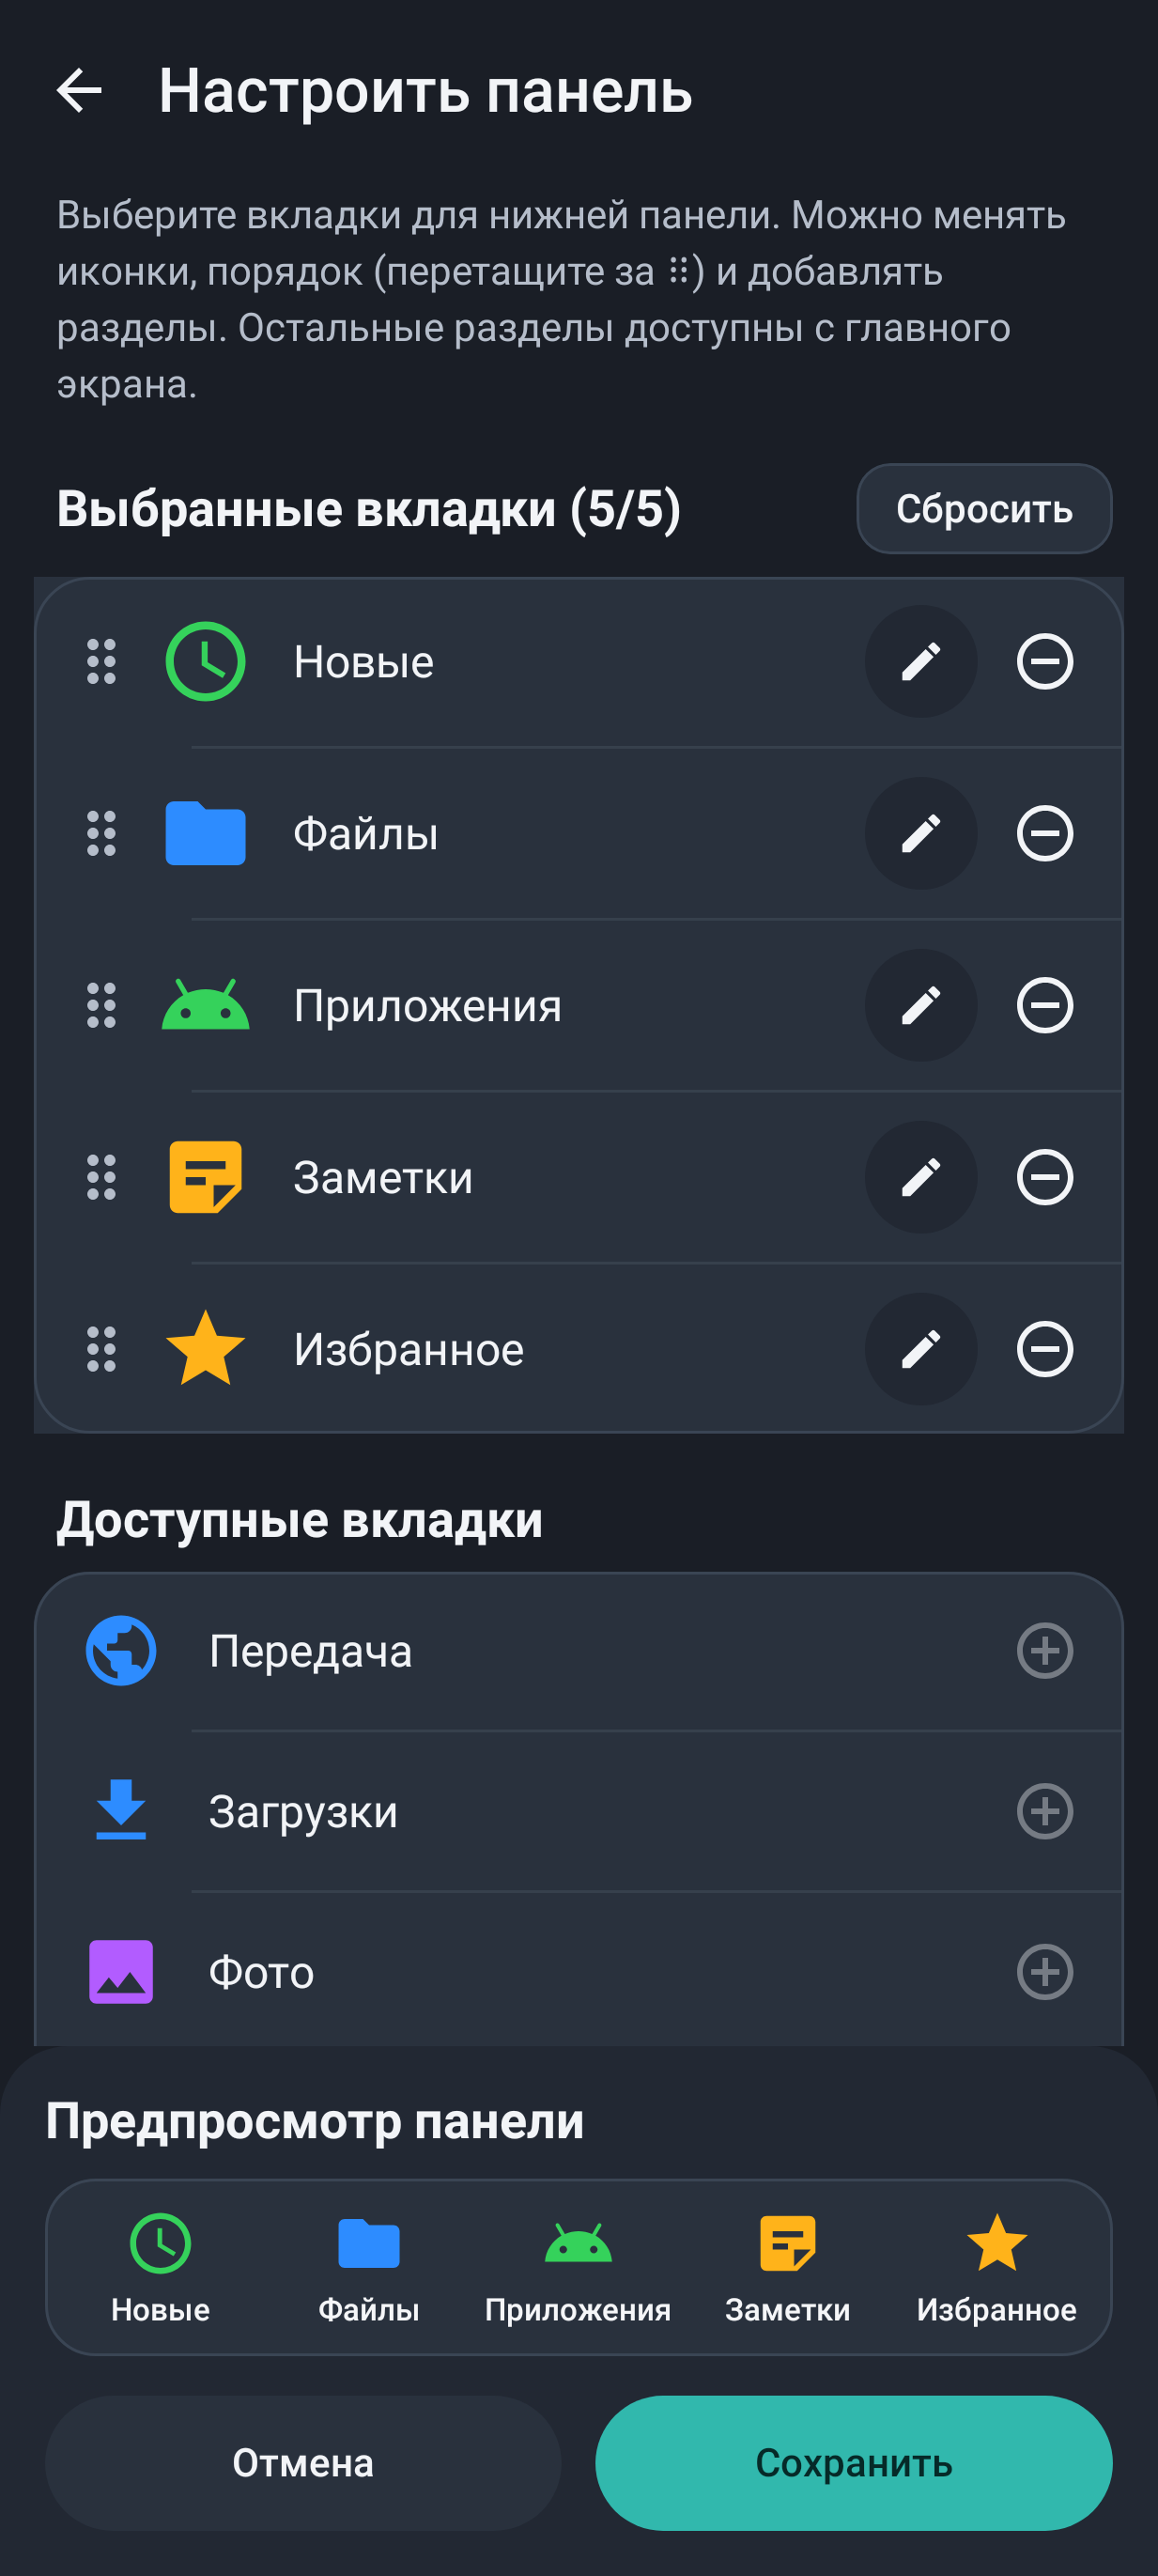 Настроить панель
Выберите вкладки для нижней панели. Можно менять
иконки, порядок (перетащите за ⠿) и добавлять
разделы. Остальные разделы доступны с главного
экрана.
Выбранные вкладки (5/5)
Сбросить
Новые
Файлы
Приложения
Заметки
Избранное
Доступные вкладки
Передача
Загрузки
Фото
Предпросмотр панели
Новые
Файлы
Приложения
Заметки
Избранное
Отмена
Сохранить